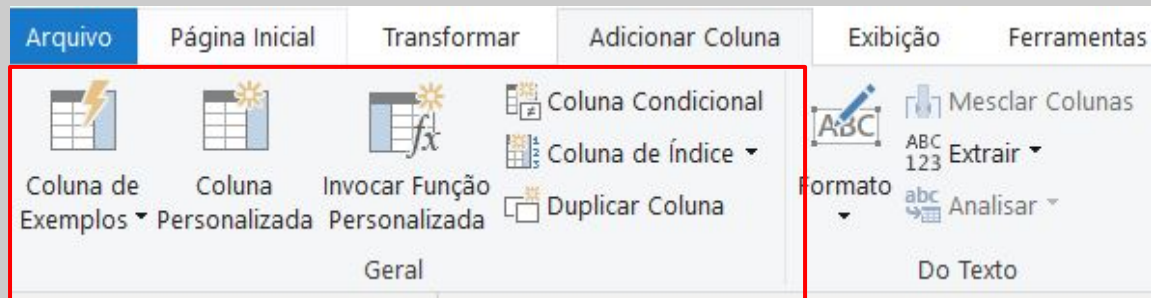 Arquivo Página Inicial Transformar Adicionar Coluna Exibição Ferramentas
Coluna de Exemplos
Coluna Personalizada
Invocar Função Personalizada
Coluna Condicional
Coluna de Índice
Duplicar Coluna
Geral
ABC
Formato
Mesclar Colunas
ABC 123 Extrair
abc Analisar
Do Texto